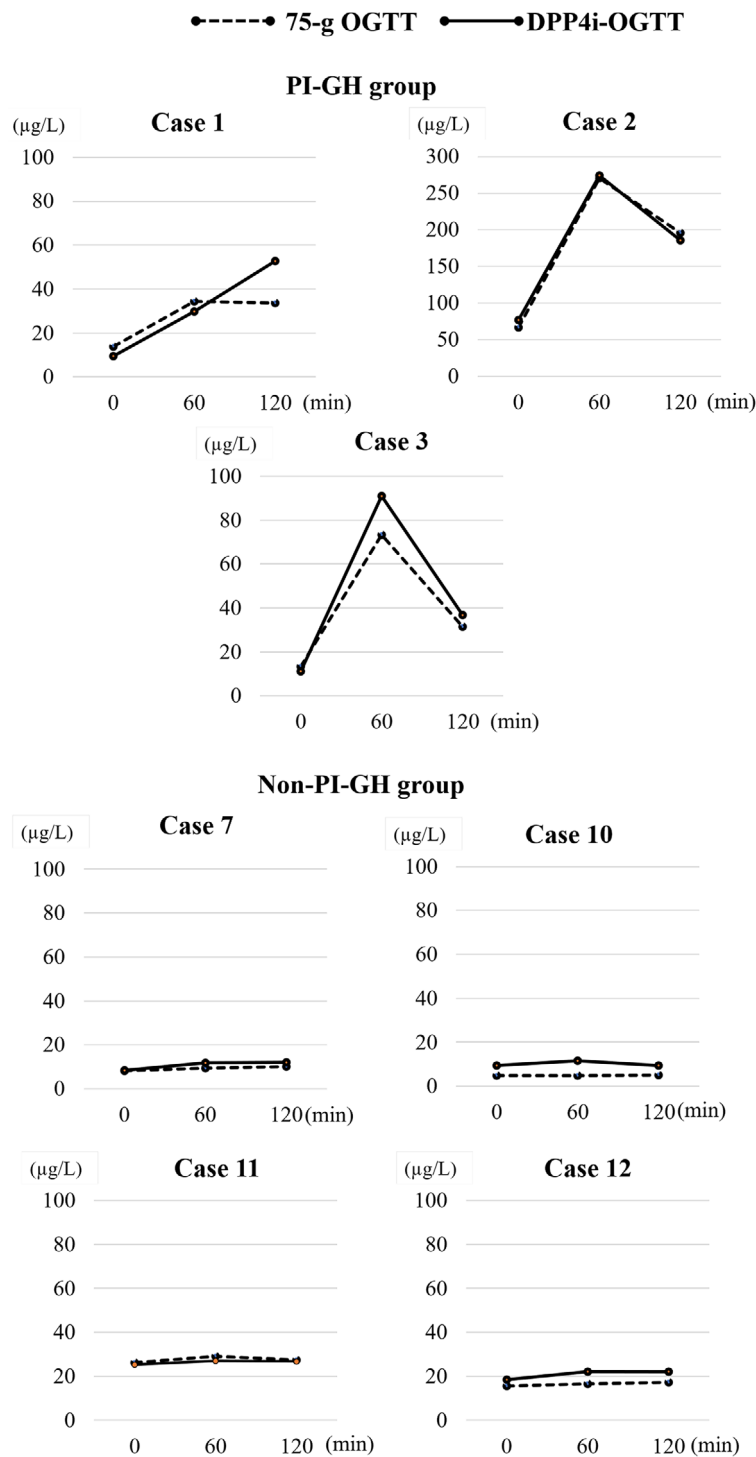 75-g OGTT DPP4i-OGTT
PI-GH group
(µg/L) Case 1
100
80
60
40
20
0
0 60 120 (min)
(µg/L) Case 2
300
250
200
150
100
50
0
0 60 120 (min)
(µg/L) Case 3
100
80
60
40
20
0
0 60 120 (min)
Non-PI-GH group
(µg/L) Case 7
100
80
60
40
20
0
0 60 120(min)
(µg/L) Case 10
100
80
60
40
20
0
0 60 120(min)
(µg/L) Case 11
100
80
60
40
20
0
0 60 120 (min)
(µg/L) Case 12
100
80
60
40
20
0
0 60 120 (min)